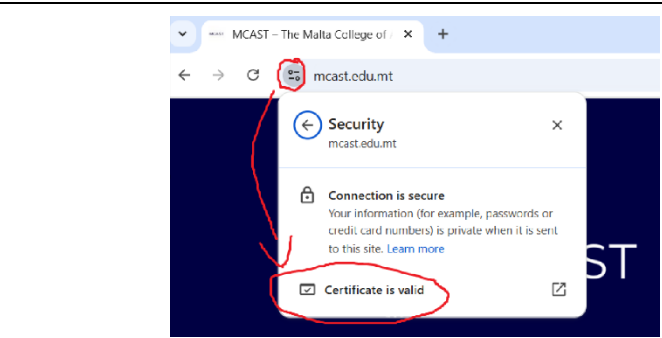 MCAST – The Malta College of
mcast.edu.mt
Security
mcast.edu.mt
Connection is secure
Your information (for example, passwords or
credit card numbers) is private when it is sent
to this site. Learn more
ST
Certificate is valid